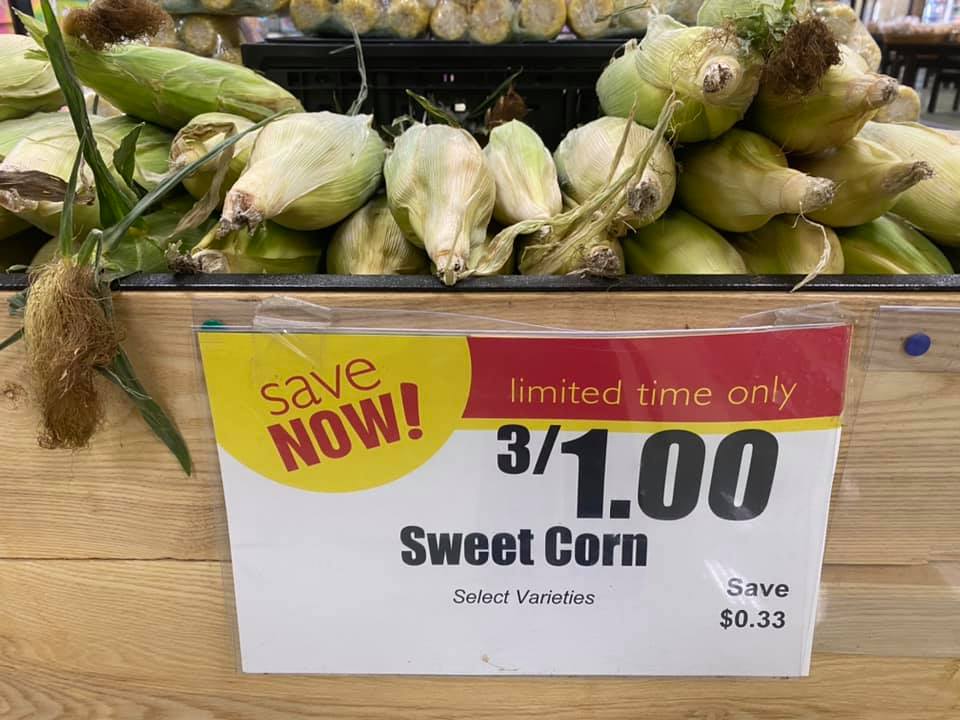 save
NOW!
limited time only
3/1.00
Sweet Corn
Select Varieties
Save
$0.33